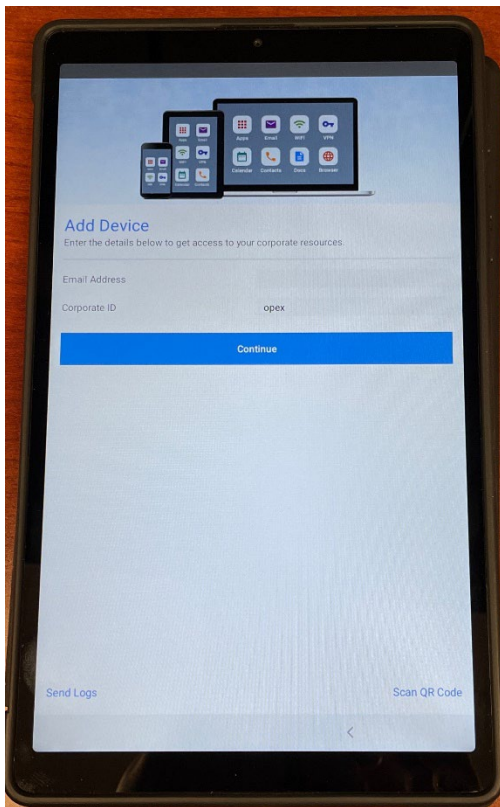 Apps Email WiFi VPN
Calendar Contacts Docs Browser
Add Device
Enter the details below to get access to your corporate resources.
Email Address
Corporate ID opex
Continue
Send Logs Scan QR Code